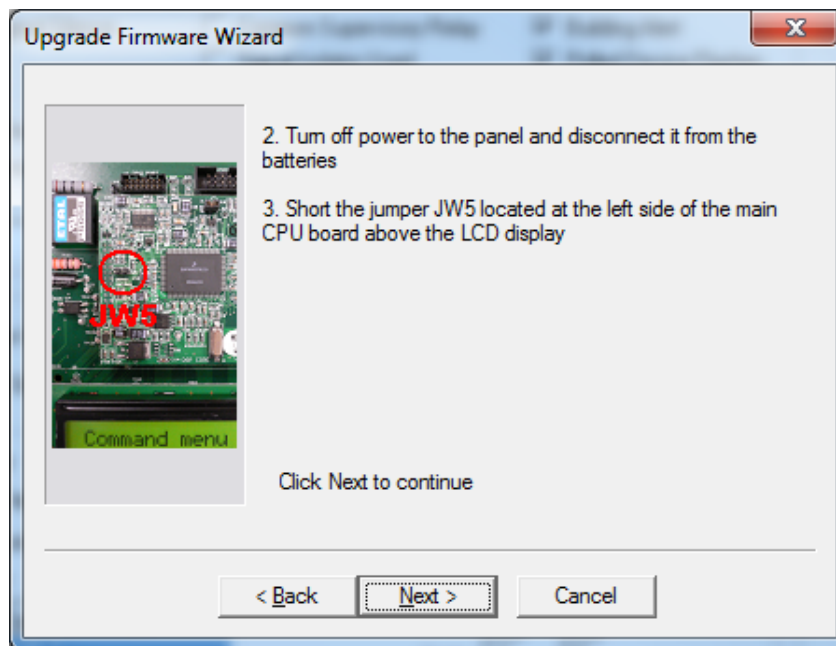 Upgrade Firmware Wizard
2. Turn off power to the panel and disconnect it from the
batteries
3. Short the jumper JW5 located at the left side of the main
CPU board above the LCD display
JW5
Command menu
Click Next to continue
< Back
Next >
Cancel